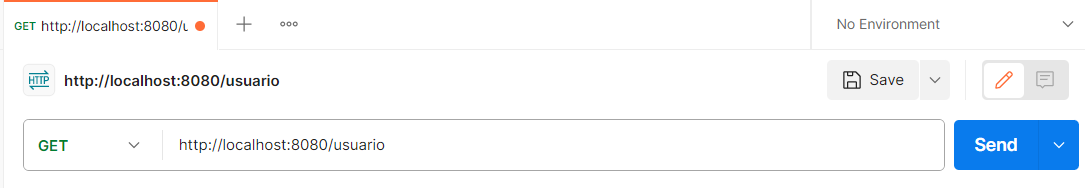 GET http://localhost:8080/u
No Environment
HTTP http://localhost:8080/usuario
Save
GET http://localhost:8080/usuario
Send